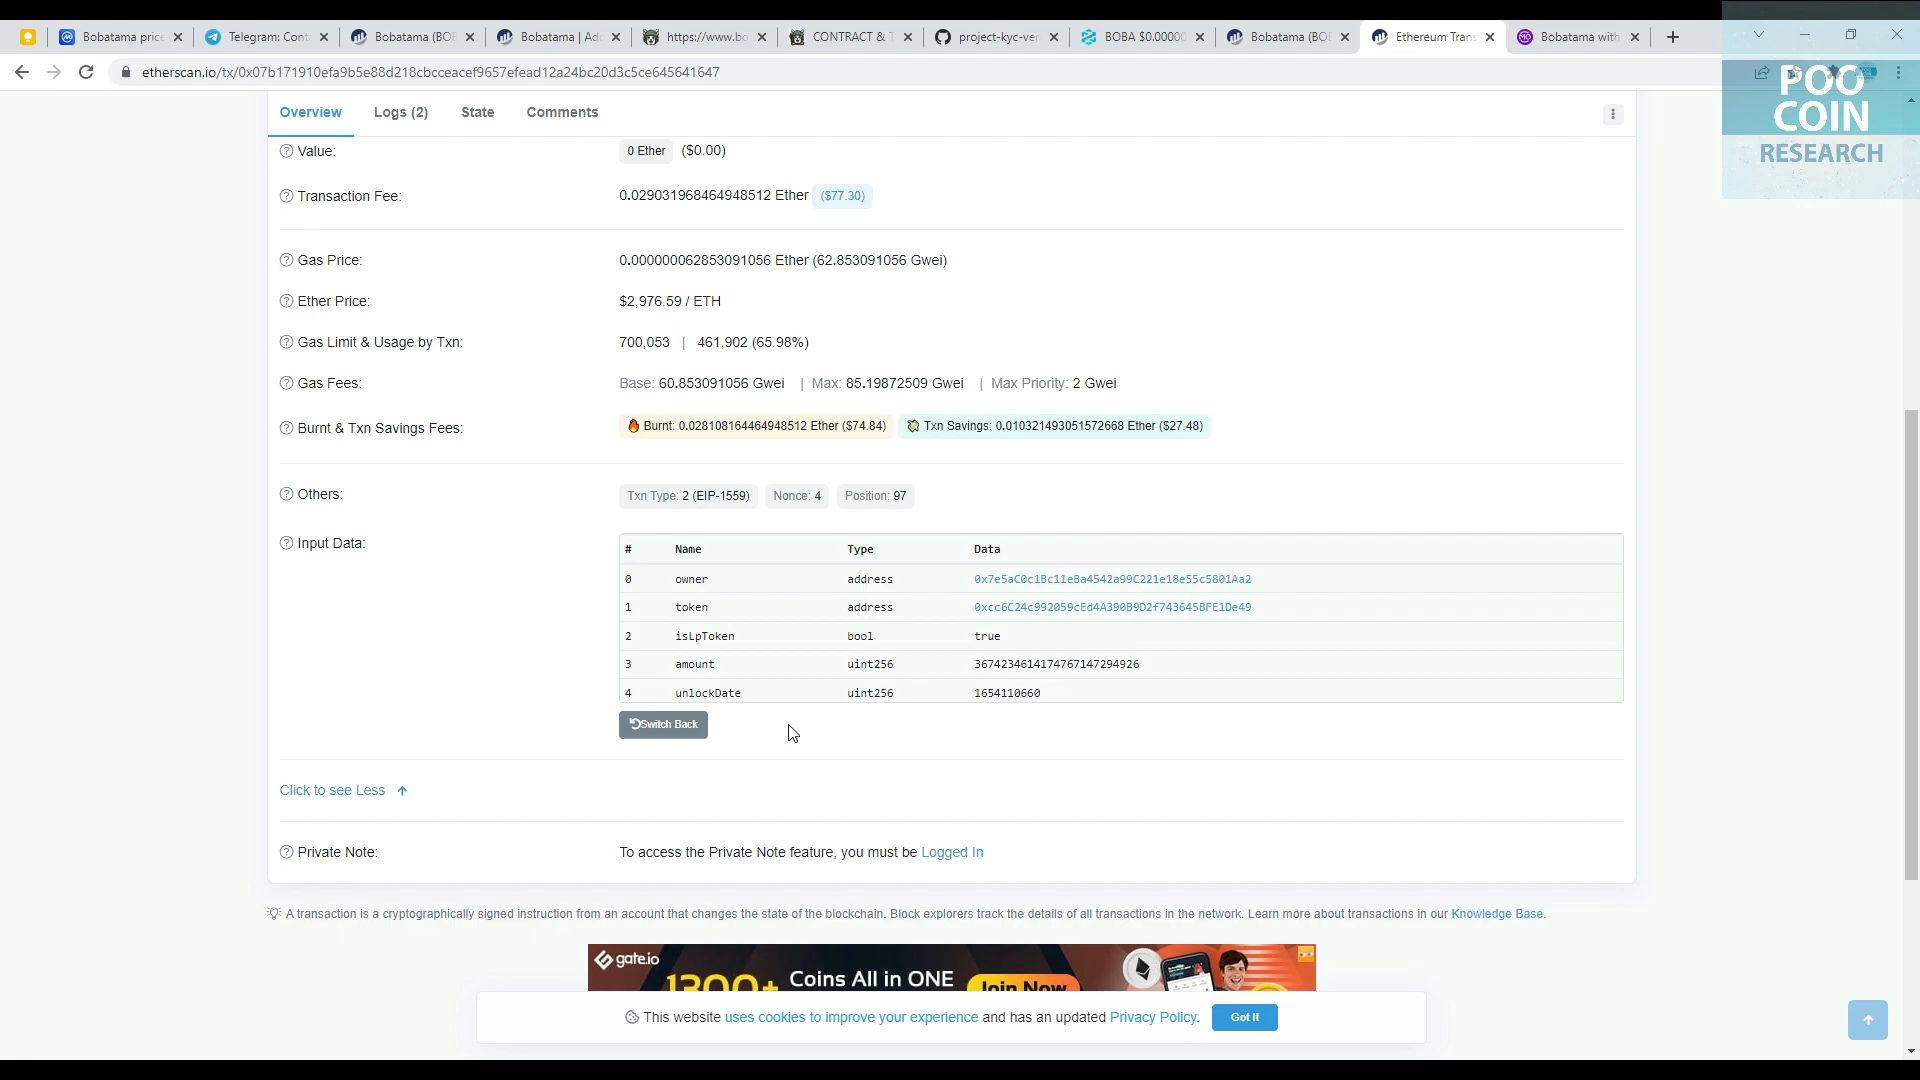 Bobatama price
Telegram: Cont
Bobatama (BOB
Bobatama | Add
https://www.bo
CONTRACT & T
project-kyc-ver
BOBA $0.00000
Bobatama (BOB
Ethereum Trans
Bobatama with
etherscan.io/tx/0x07b171910efa9b5e88d218cbcceacef9657efead12a24bc20d3c5ce645641647
POO
COIN
RESEARCH
Overview Logs (2) State Comments
Value: 0 Ether ($0.00)
Transaction Fee: 0.029031968464948512 Ether ($77.30)
Gas Price: 0.000000062853091056 Ether (62.853091056 Gwei)
Ether Price: $2,976.59 / ETH
Gas Limit & Usage by Txn: 700,053 | 461,902 (65.98%)
Gas Fees: Base: 60.853091056 Gwei | Max: 85.19872509 Gwei | Max Priority: 2 Gwei
Burnt & Txn Savings Fees: Burnt: 0.028108164464948512 Ether ($74.84) Txn Savings: 0.010321493051572668 Ether ($27.48)
Others: Txn Type: 2 (EIP-1559) Nonce: 4 Position: 97
Input Data:
# Name Type Data
0 owner address 0x7e5aC0c1Bc11eBa4542a99C221e18e55c5801Aa2
1 token address 0xcc6C24c992059cEd4A390B9D2f743645BFE1De49
2 isLpToken bool true
3 amount uint256 3674234614174767147294926
4 unlockDate uint256 1654110660
Switch Back
Click to see Less
Private Note: To access the Private Note feature, you must be Logged In
A transaction is a cryptographically signed instruction from an account that changes the state of the blockchain. Block explorers track the details of all transactions in the network. Learn more about transactions in our Knowledge Base.
gate.io
1300+ Coins All in ONE Join Now
This website uses cookies to improve your experience and has an updated Privacy Policy. Got It